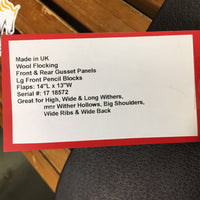 Made in UK
Wool Flocking
Front & Rear Gusset Panels
Lg Front Pencil Blocks
Flaps: 14"L x 13"W
Serial #: 17 18572
Great for High, Wide & Long Withers,
mnr Wither Hollows, Big Shoulders,
Wide Ribs & Wide Back